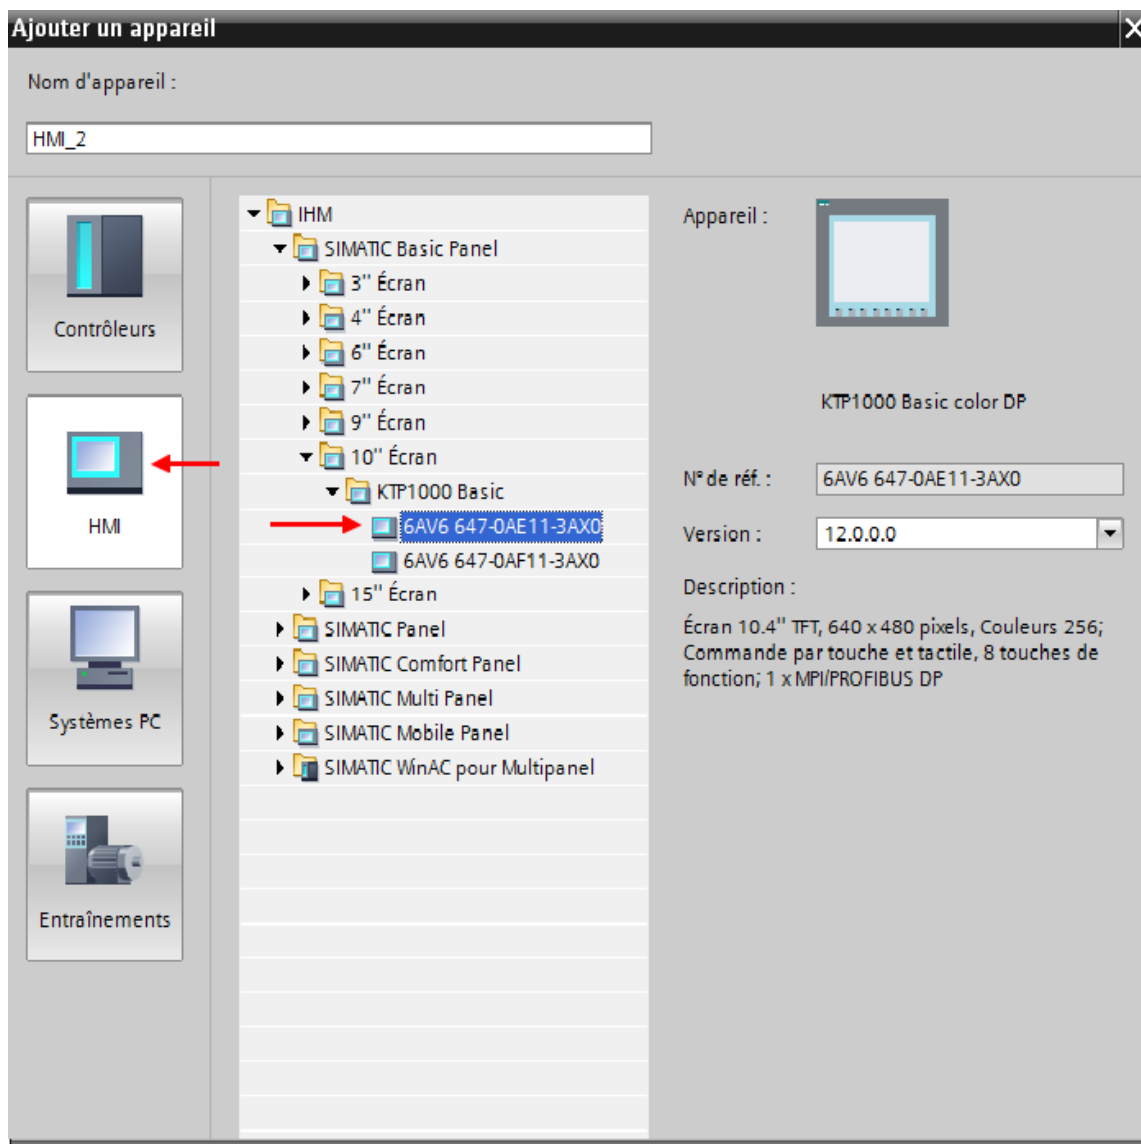 Ajouter un appareil
Nom d'appareil :
HMI_2
Contrôleurs
HMI
Systèmes PC
Entraînements
IHM
SIMATIC Basic Panel
3" Écran
4" Écran
6" Écran
7" Écran
9" Écran
10" Écran
KTP1000 Basic
6AV6 647-0AE11-3AX0
6AV6 647-0AF11-3AX0
15" Écran
SIMATIC Panel
SIMATIC Comfort Panel
SIMATIC Multi Panel
SIMATIC Mobile Panel
SIMATIC WinAC pour Multipanel
Appareil :
KTP1000 Basic color DP
N° de réf. :
6AV6 647-0AE11-3AX0
Version :
12.0.0.0
Description :
Écran 10.4" TFT, 640 x 480 pixels, Couleurs 256;
Commande par touche et tactile, 8 touches de
fonction; 1 x MPI/PROFIBUS DP